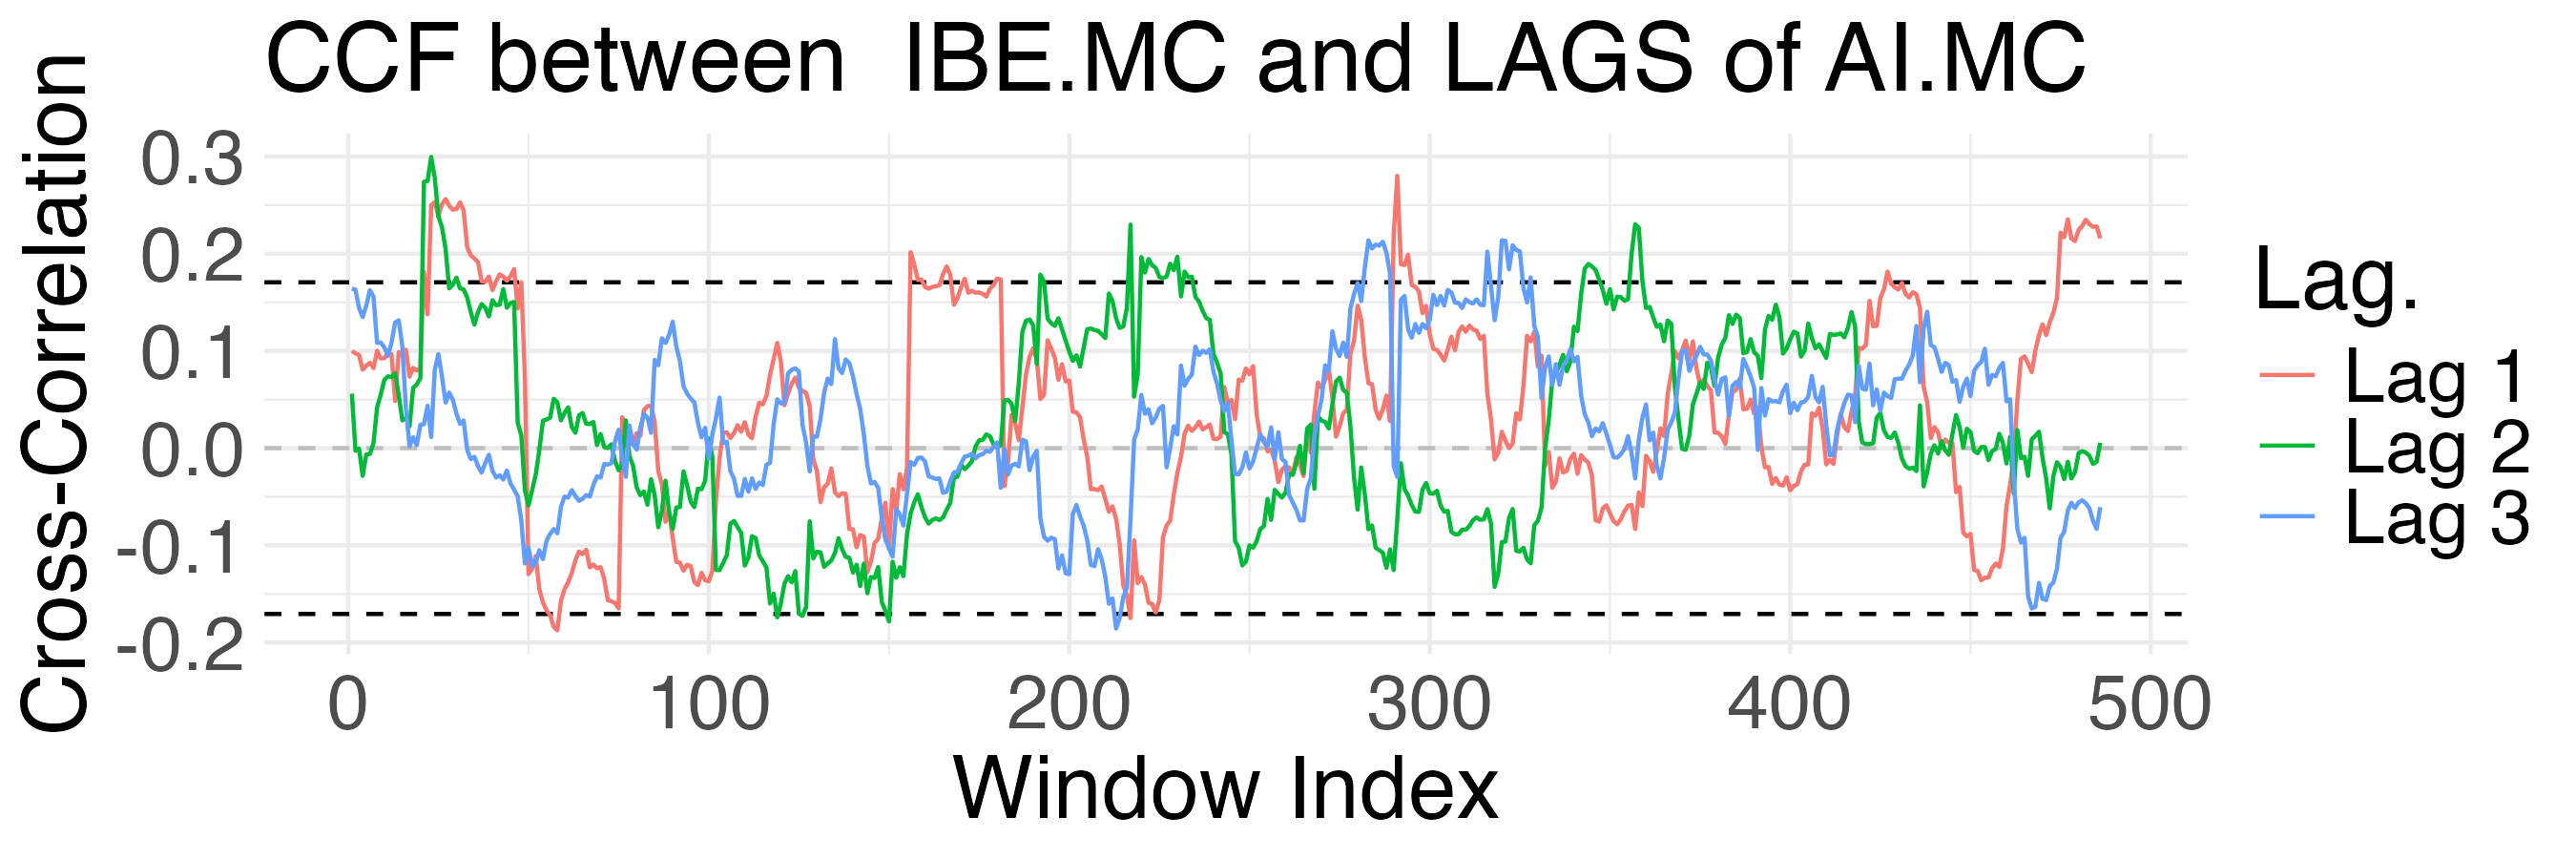 CCF between  IBE.MC and LAGS of AI.MC
Cross-Correlation
0.3
0.2
0.1
0.0
-0.1
-0.2
0 100 200 300 400 500
Window Index
Lag.
Lag 1
Lag 2
Lag 3